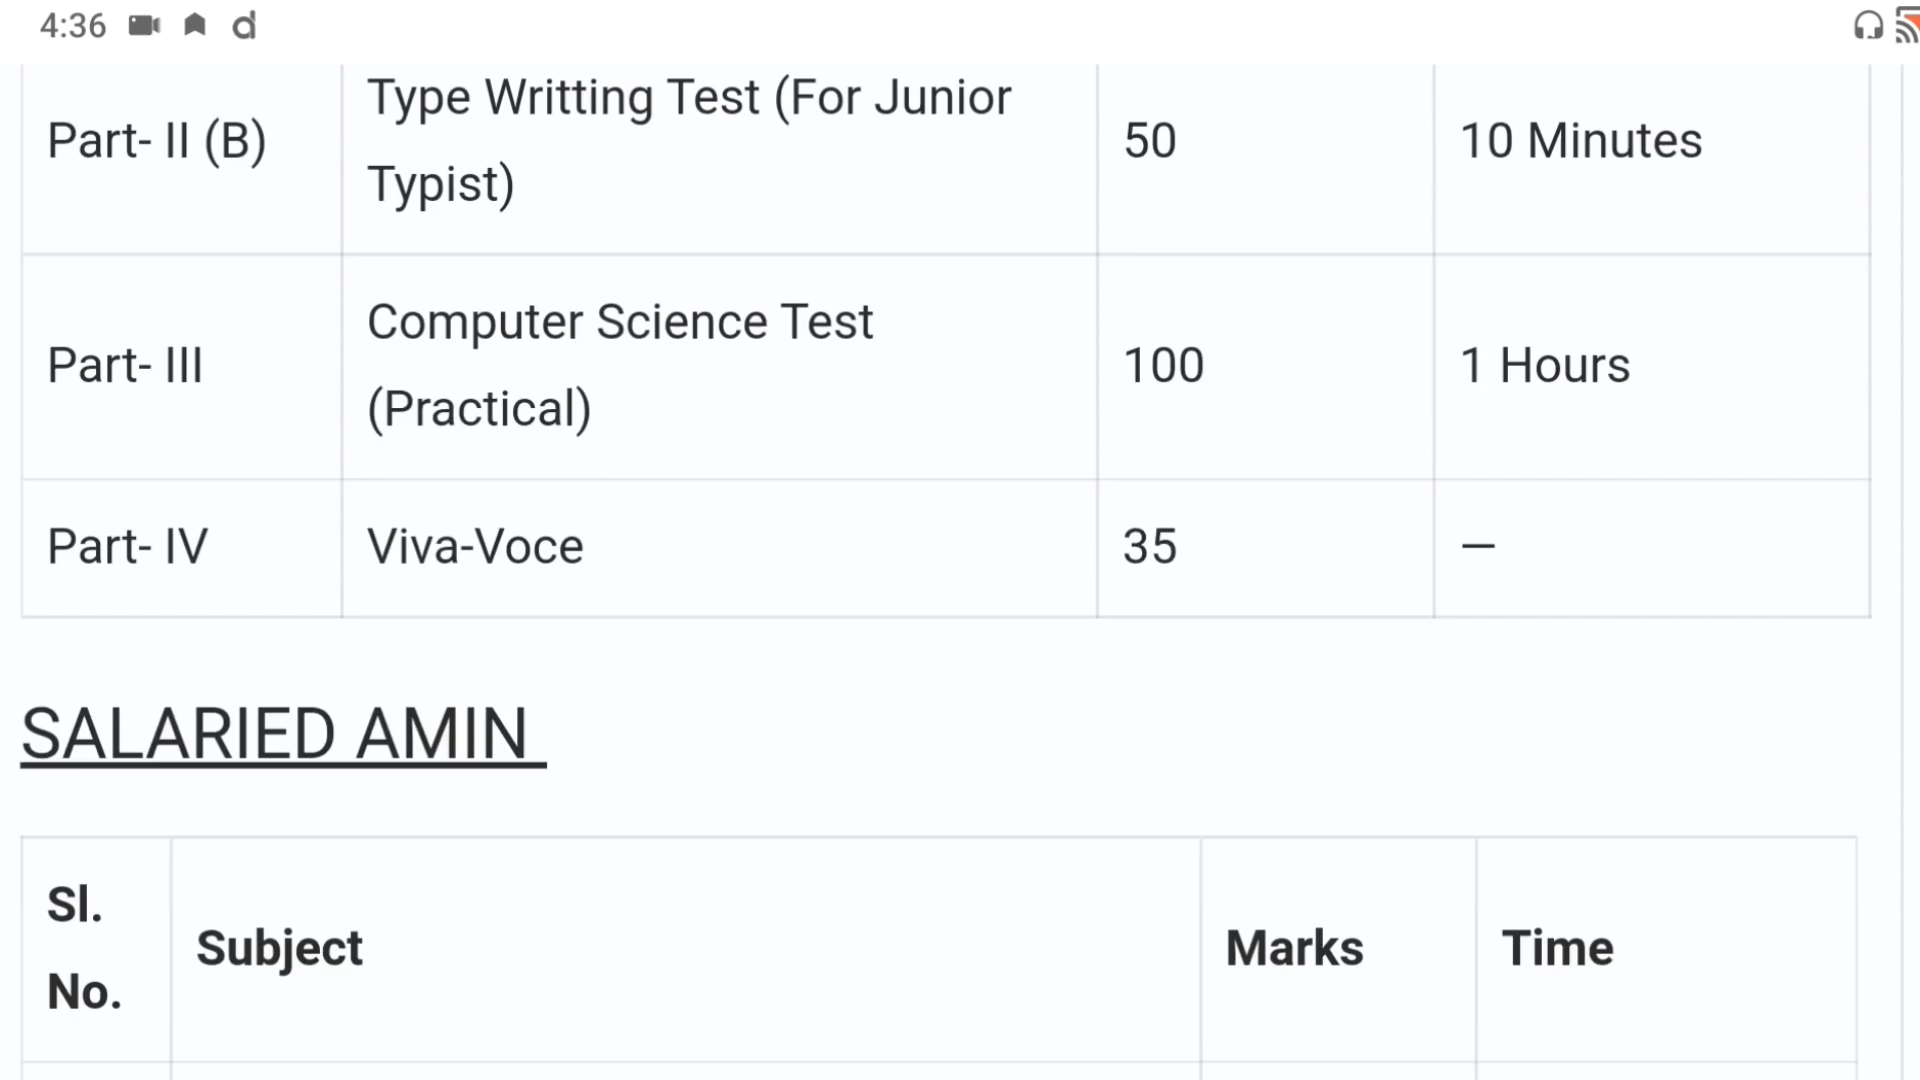 4:36
Part- II (B)
Type Writting Test (For Junior
Typist)
50
10 Minutes
Part- III
Computer Science Test
(Practical)
100
1 Hours
Part- IV
Viva-Voce
35
—
SALARIED AMIN
Sl.
No.
Subject
Marks
Time